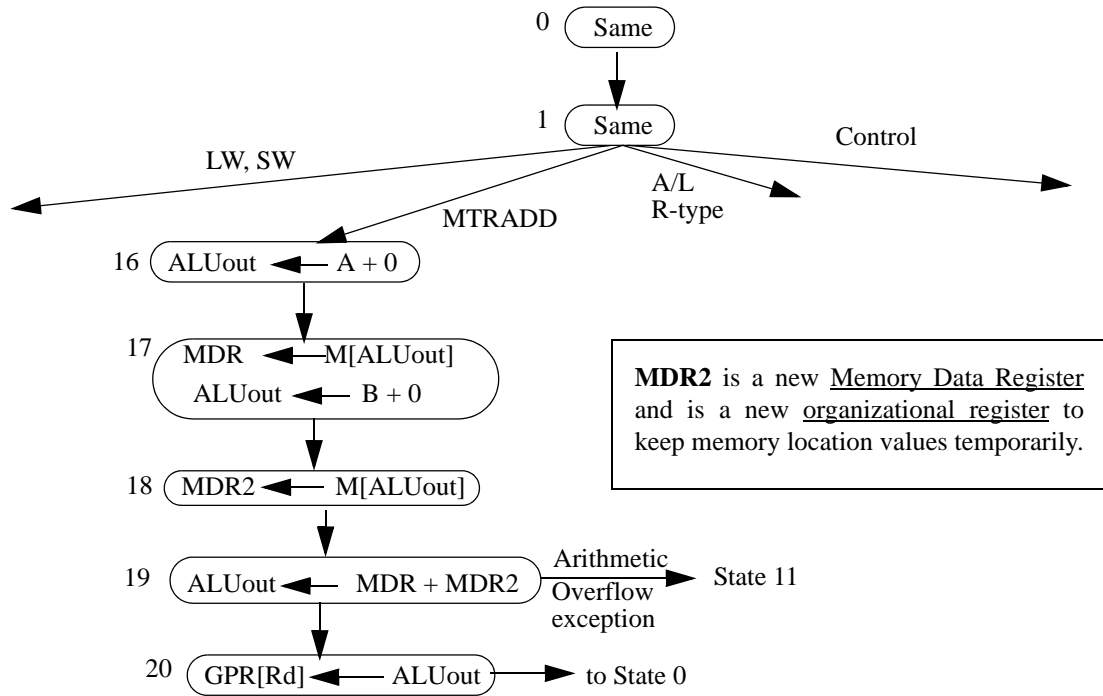 0 Same
1 Same
LW, SW
MTRADD
A/L
R-type
Control
16 ALUout A + 0
17 MDR M[ALUout]
ALUout B + 0
MDR2 is a new Memory Data Register
and is a new organizational register to
keep memory location values temporarily.
18 MDR2 M[ALUout]
19 ALUout MDR + MDR2
Arithmetic
Overflow
exception
State 11
20 GPR[Rd] ALUout to State 0